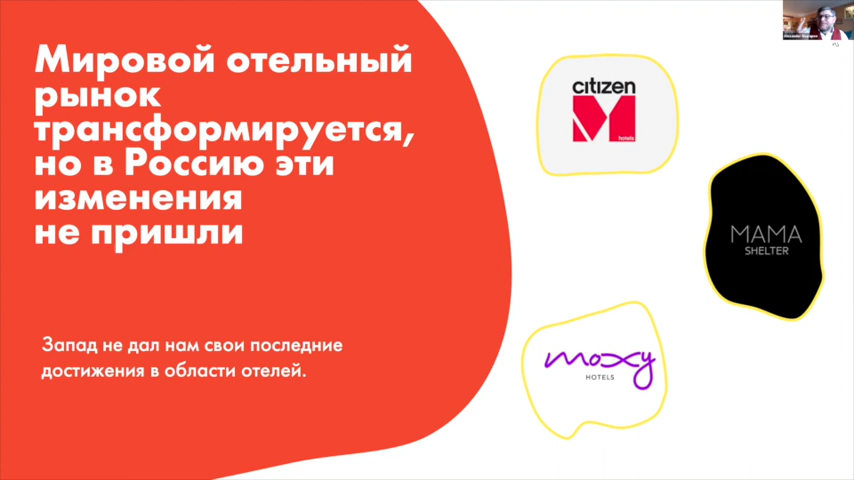 Мировой отельный
рынок
трансформируется,
но в Россию эти
изменения
не пришли
Запад не дал нам свои последние
достижения в области отелей.
citizen
M
hotels
MAMA
SHELTER
moxy
HOTELS